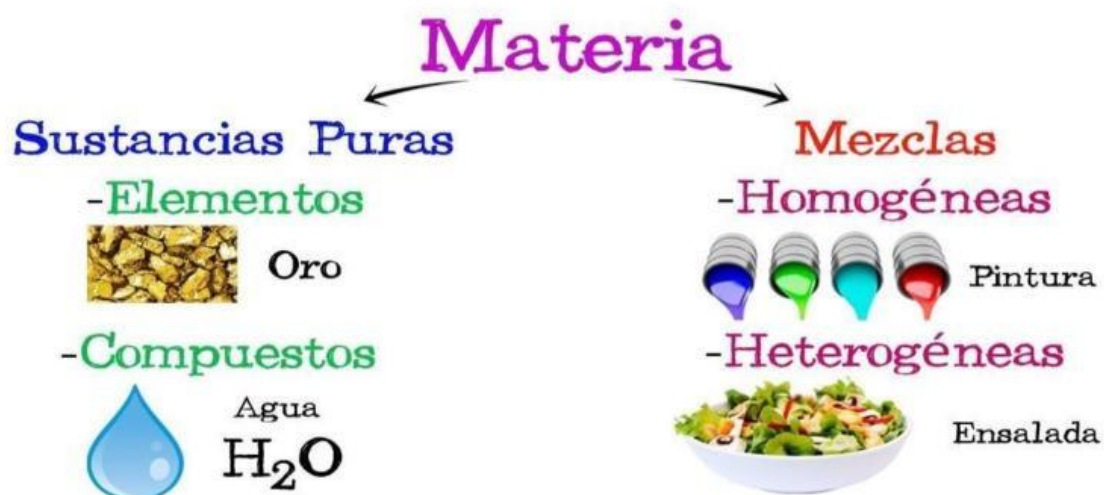 Materia
Sustancias Puras
-Elementos
Oro
-Compuestos
Agua
H₂O
Mezclas
-Homogéneas
Pintura
-Heterogéneas
Ensalada